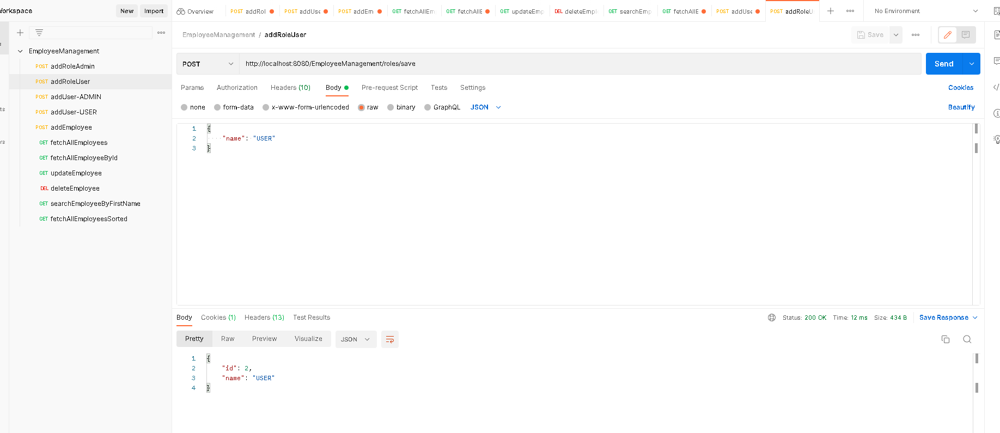 Workspace
New
Import
Overview
POST addRol
POST addUse
POST addEm
GET fetchAllEm
GET fetchAllE
GET updateEmp
DEL deleteEmpl
GET searchEmp
GET fetchAllE
POST addUse
POST addRoleU
No Environment
EmployeeManagement / addRoleUser
Save
EmployeeManagement
POST addRoleAdmin
POST addRoleUser
POST addUser-ADMIN
POST addUser-USER
POST addEmployee
GET fetchAllEmployees
GET fetchAllEmployeeById
GET updateEmployee
DEL deleteEmployee
GET searchEmployeeByFirstName
GET fetchAllEmployeesSorted
POST
http://localhost:8080/EmployeeManagement/roles/save
Send
Params Authorization Headers (10) Body Pre-request Script Tests Settings
Cookies
none form-data x-www-form-urlencoded raw binary GraphQL JSON
Beautify
1 {
2 "name": "USER"
3 }
Body Cookies (1) Headers (13) Test Results
Status: 200 OK Time: 12 ms Size: 434 B Save Response
Pretty Raw Preview Visualize JSON
1 {
2 "id": 2,
3 "name": "USER"
4 }